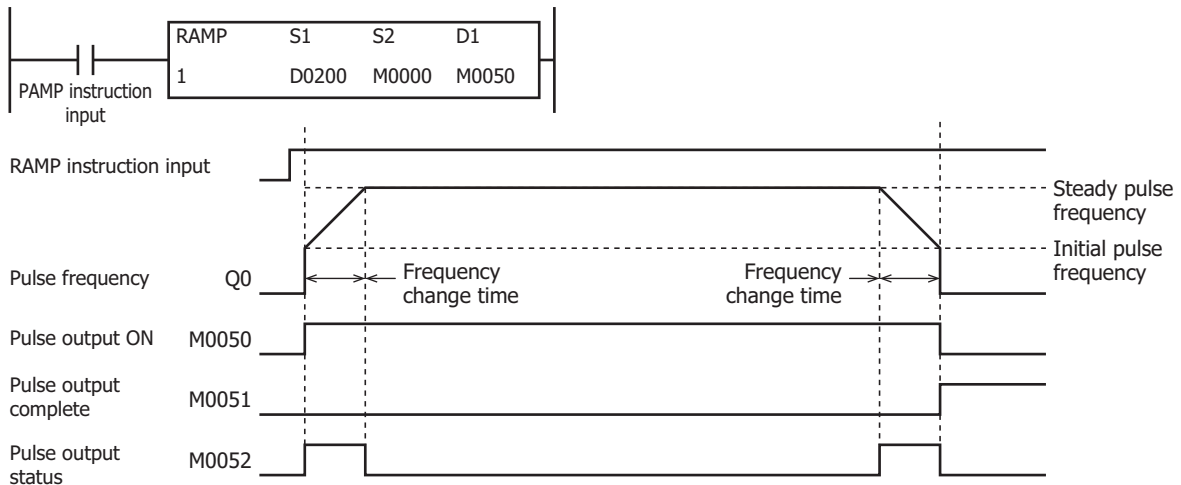 RAMP S1 S2 D1
1 D0200 M0000 M0050
PAMP instruction
input
RAMP instruction input
Steady pulse
frequency
Initial pulse
frequency
Pulse frequency Q0
Frequency
change time
Frequency
change time
Pulse output ON M0050
Pulse output
complete
M0051
Pulse output
status
M0052